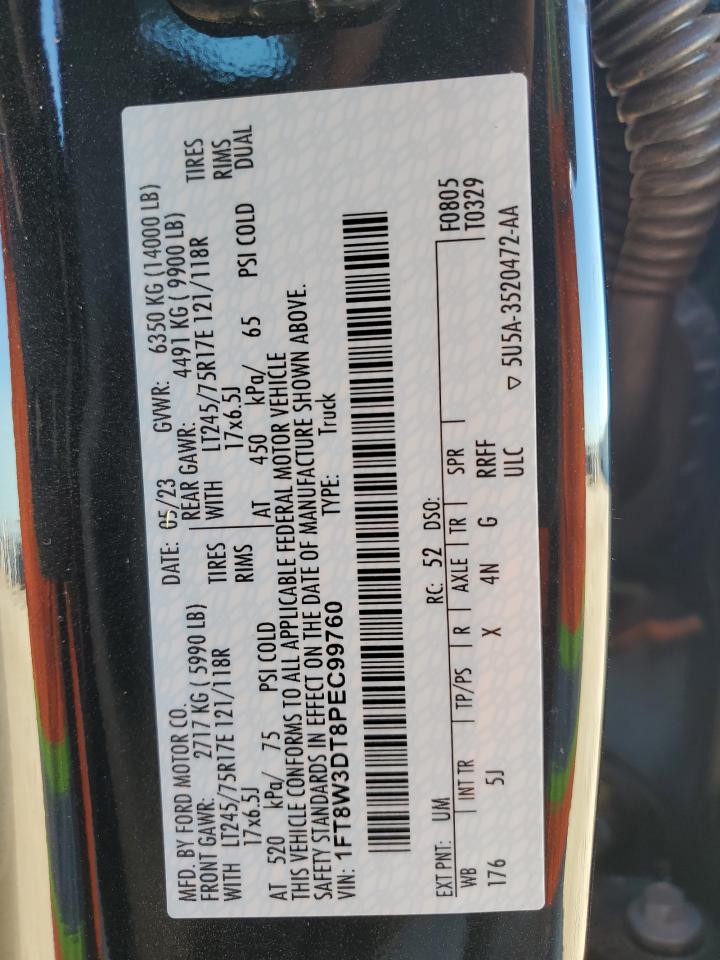 MFD. BY FORD MOTOR CO.
DATE: 05/23 GVWR: 6350 KG (14000 LB)
FRONT GAWR: 2717 KG ( 5990 LB) REAR GAWR: 4491 KG ( 9900 LB)
WITH LT245/75R17E 121/118R TIRES WITH LT245/75R17E 121/118R TIRES
17x6.5J RIMS 17x6.5J RIMS
AT 520 kPa/ 75 PSI COLD AT 450 kPa/ 65 PSI COLD DUAL
THIS VEHICLE CONFORMS TO ALL APPLICABLE FEDERAL MOTOR VEHICLE
SAFETY STANDARDS IN EFFECT ON THE DATE OF MANUFACTURE SHOWN ABOVE.
VIN: 1FT8W3DT8PEC99760 TYPE: Truck
F0805
EXT PNT: UM RC: 52 DSO: T0329
WB INT TR TP/PS R AXLE TR SPR
176 5J X 4N G RRFF
ULC ▽ 5U5A-3520472-AA